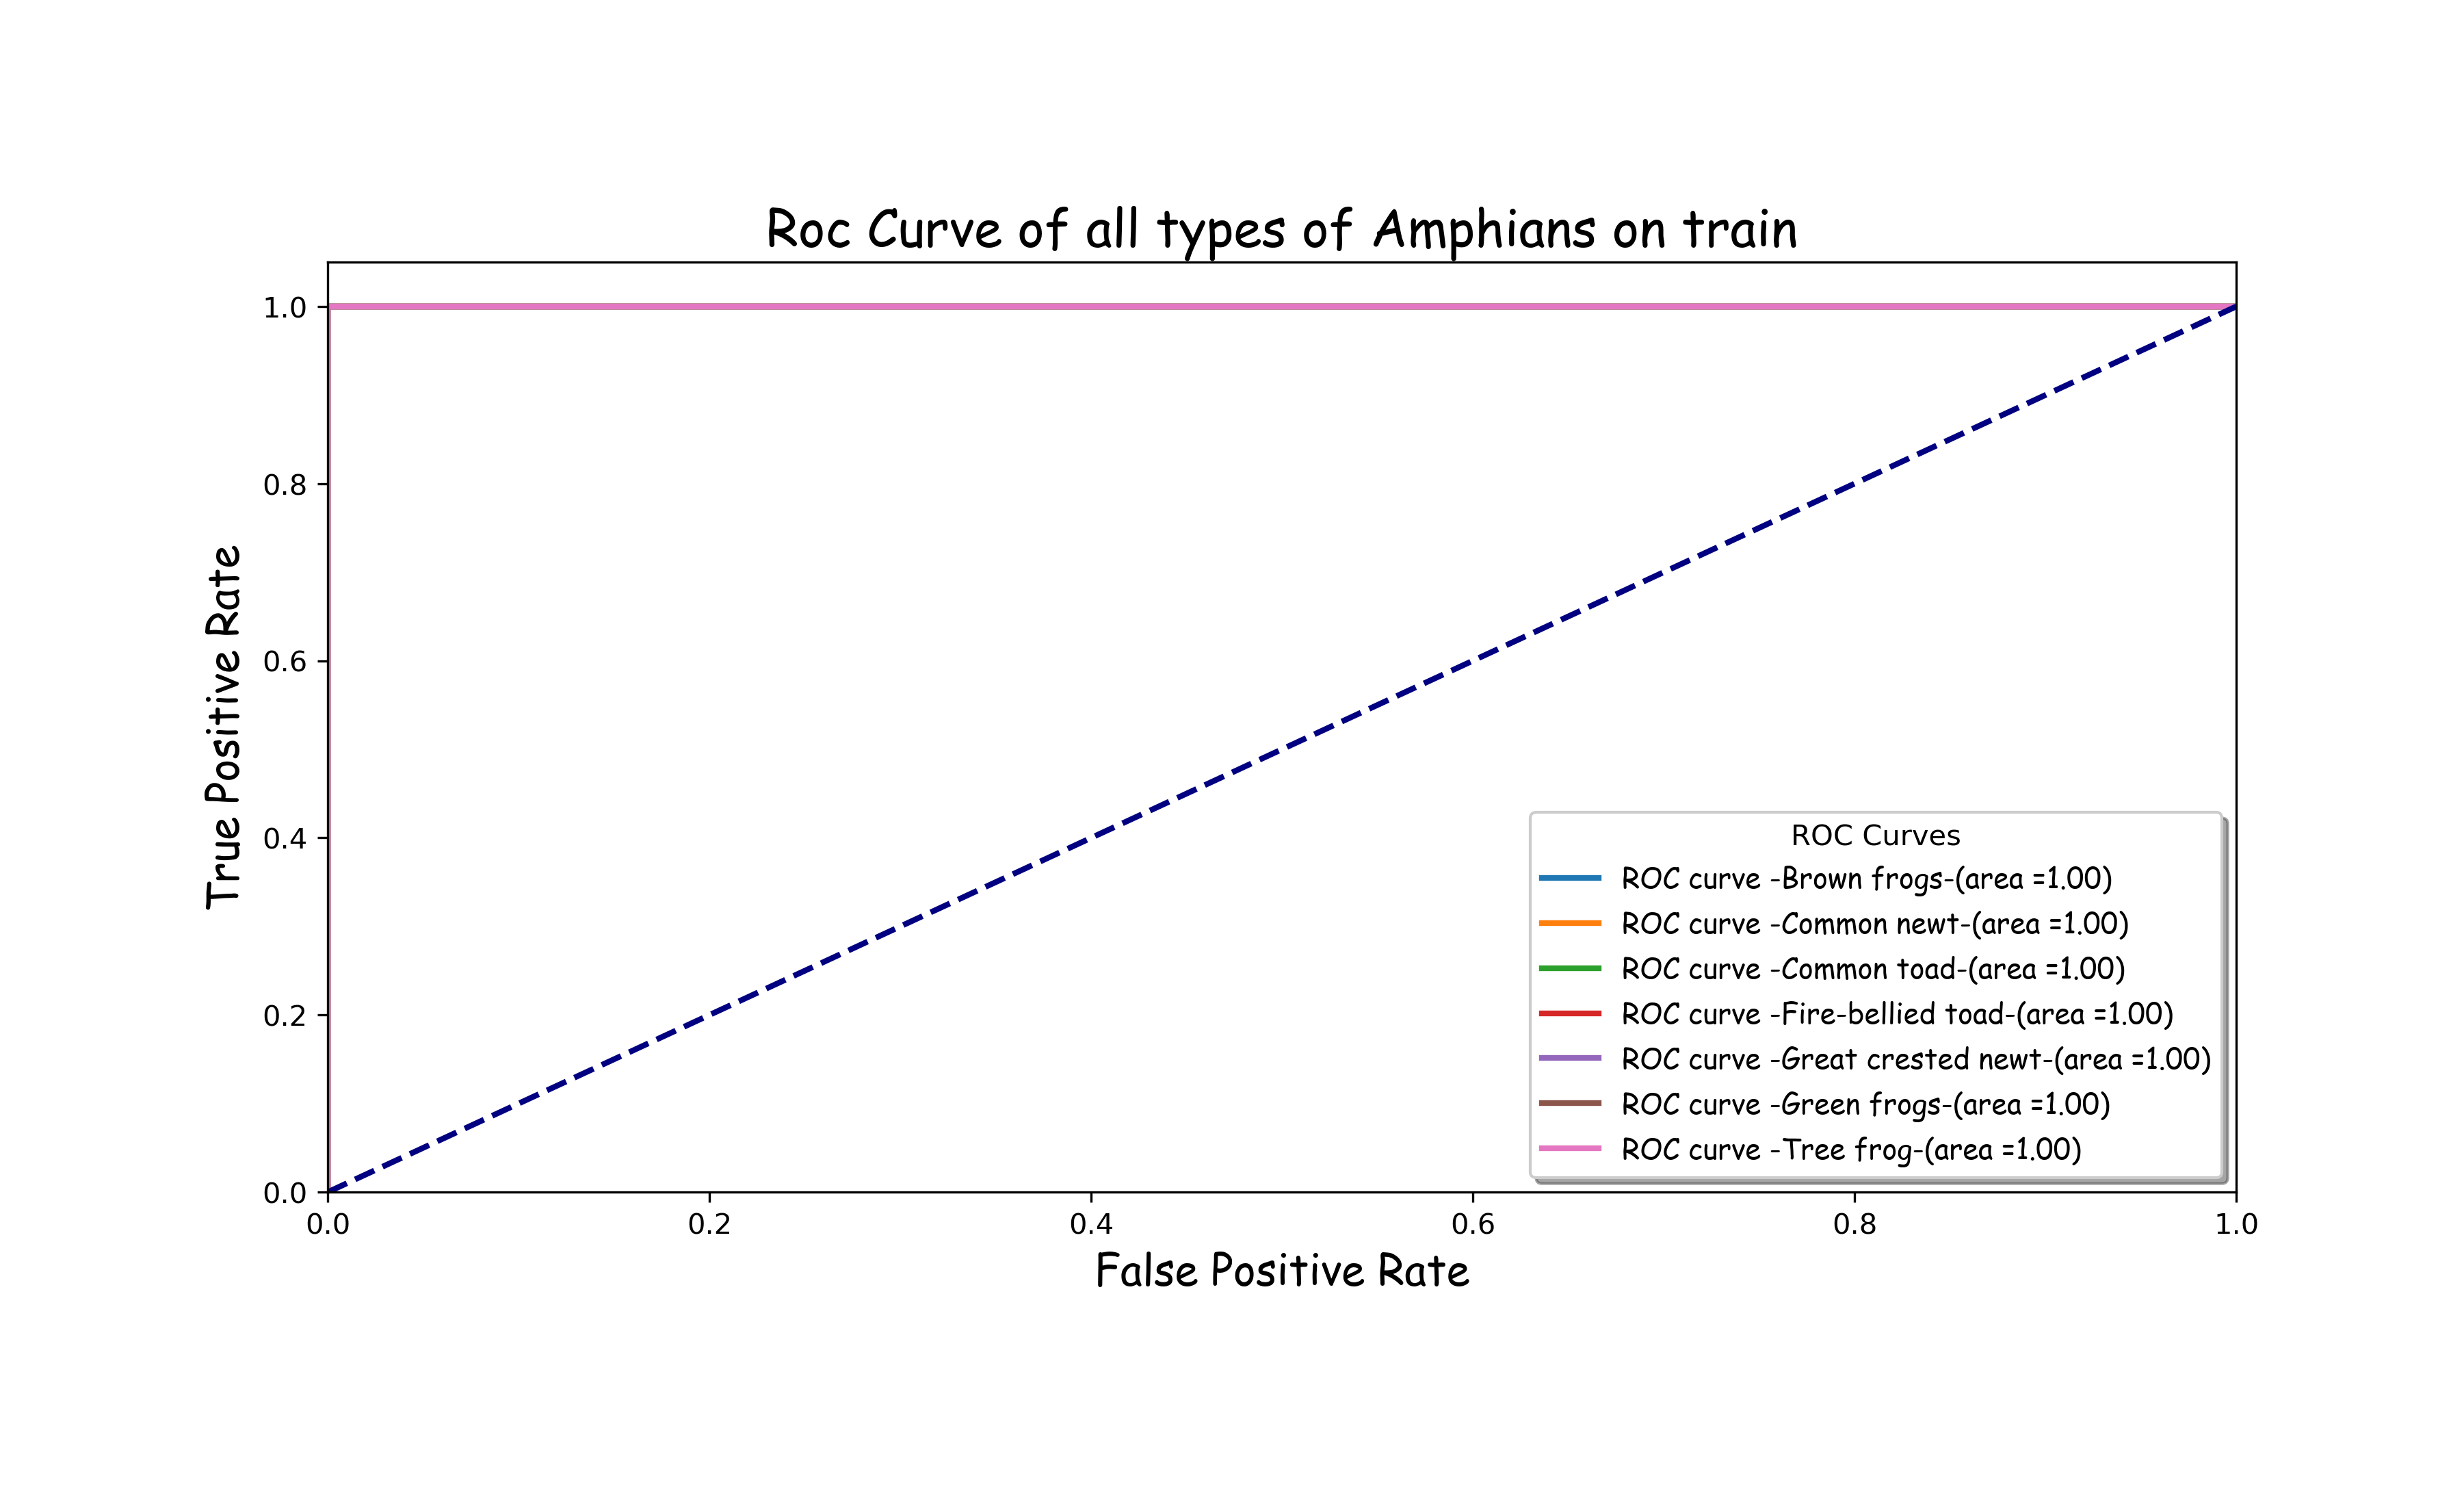 Roc Curve of all types of Amphians on train
True Positive Rate
1.0
0.8
0.6
0.4
0.2
0.0
ROC Curves
ROC curve -Brown frogs-(area =1.00)
ROC curve -Common newt-(area =1.00)
ROC curve -Common toad-(area =1.00)
ROC curve -Fire-bellied toad-(area =1.00)
ROC curve -Great crested newt-(area =1.00)
ROC curve -Green frogs-(area =1.00)
ROC curve -Tree frog-(area =1.00)
0.0 0.2 0.4 0.6 0.8 1.0
False Positive Rate